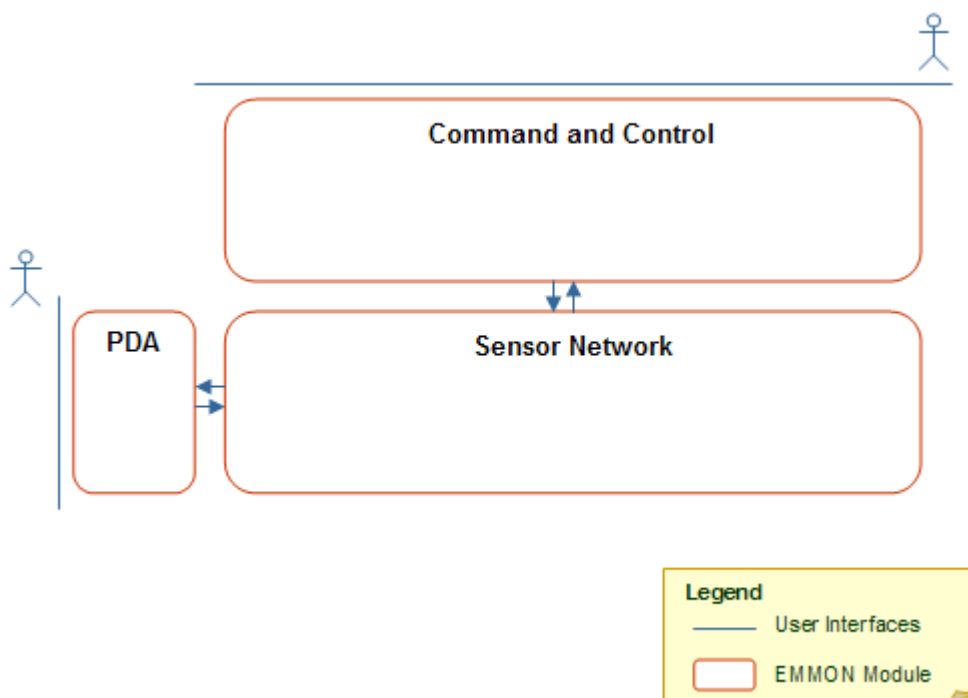 Command and Control
PDA
Sensor Network
Legend
User Interfaces
EMMON Module